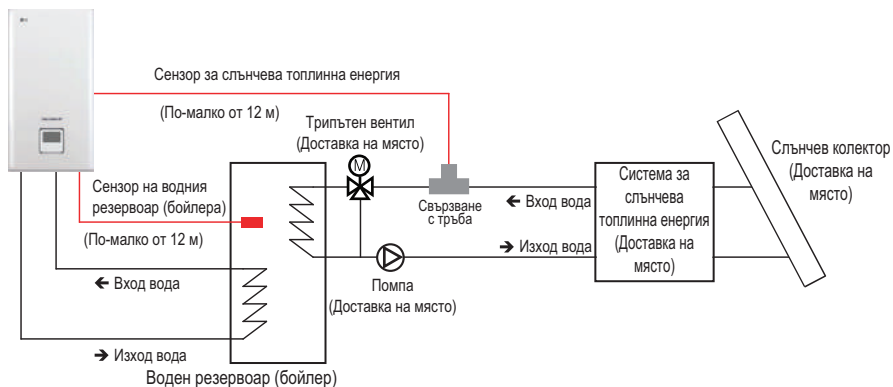 Сензор за слънчева топлинна енергия
(По-малко от 12 м)
Трипътен вентил
(Доставка на място)
M
Слънчев колектор
(Доставка на
място)
Система за
слънчева
топлинна енергия
(Доставка на
място)
Сензор на водния
резервоар (бойлера)
(По-малко от 12 м)
Свързване
с тръба
← Вход вода
→ Изход вода
Помпа
(Доставка на място)
← Вход вода
→ Изход вода
Воден резервоар (бойлер)